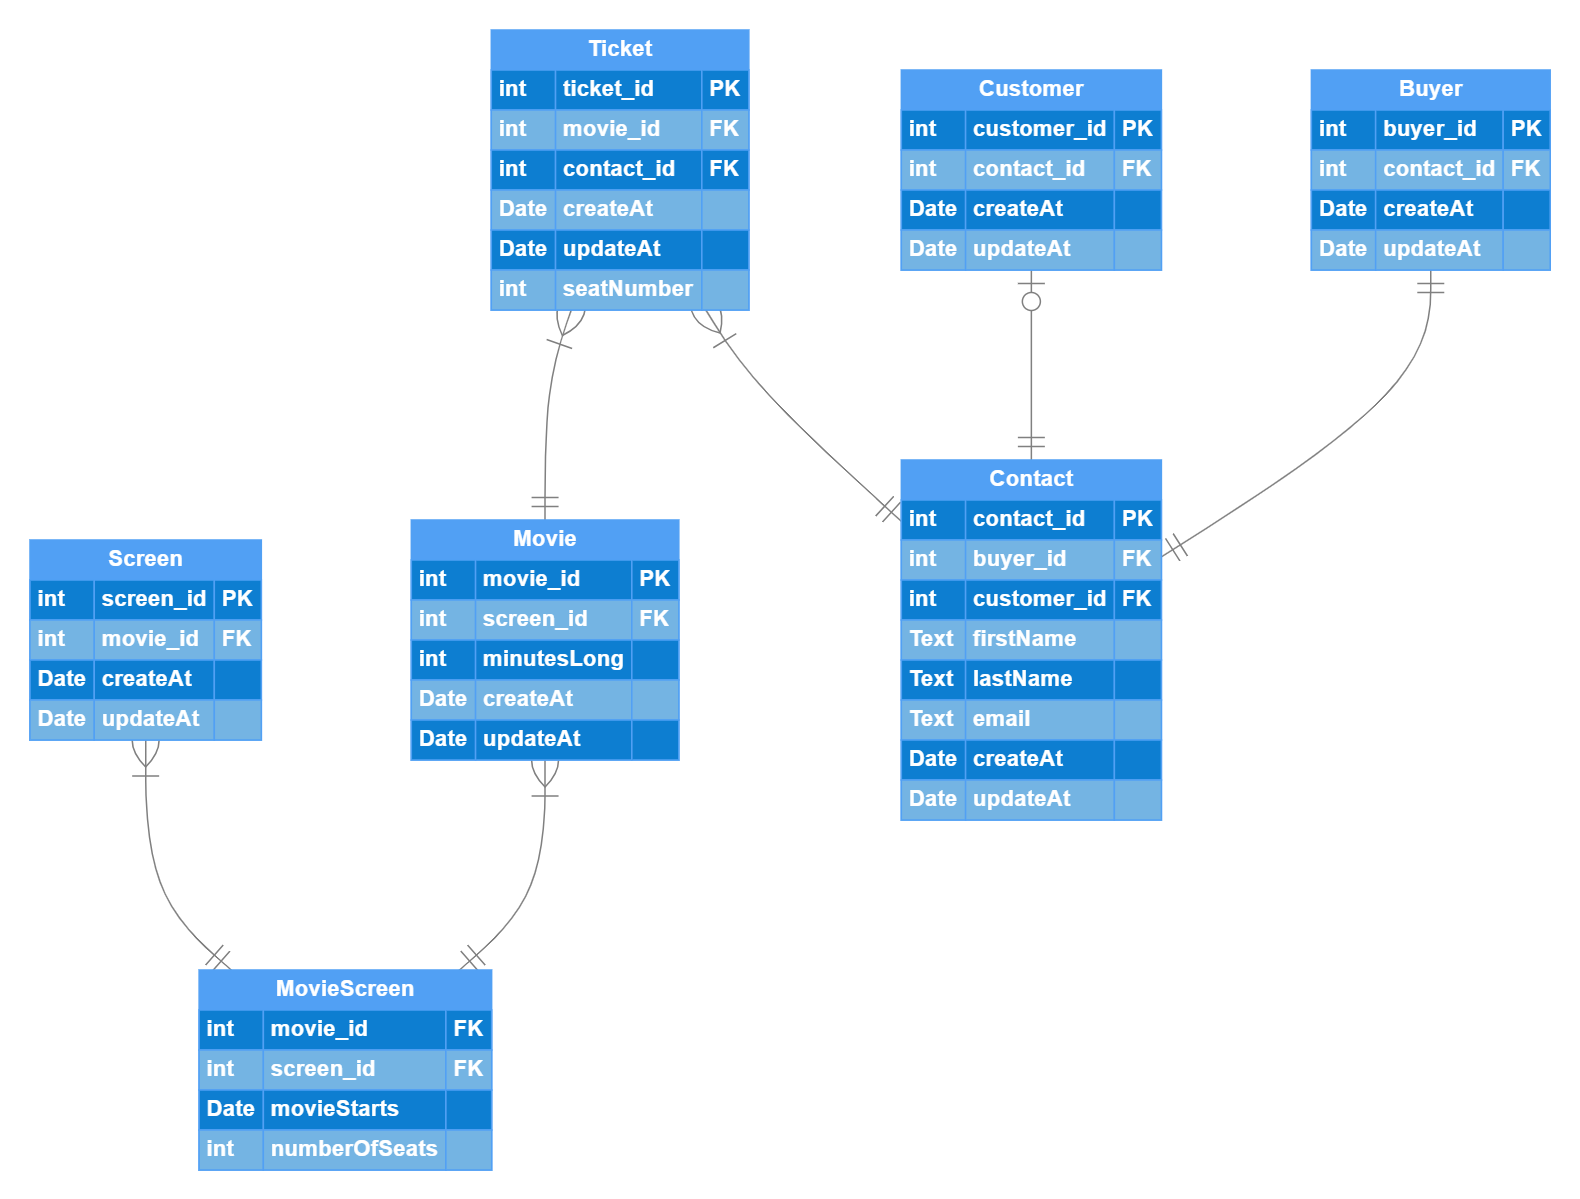 Ticket
int ticket_id PK
int movie_id FK
int contact_id FK
Date createAt
Date updateAt
int seatNumber
Customer
int customer_id PK
int contact_id FK
Date createAt
Date updateAt
Buyer
int buyer_id PK
int contact_id FK
Date createAt
Date updateAt
Screen
int screen_id PK
int movie_id FK
Date createAt
Date updateAt
Movie
int movie_id PK
int screen_id FK
int minutesLong
Date createAt
Date updateAt
Contact
int contact_id PK
int buyer_id FK
int customer_id FK
Text firstName
Text lastName
Text email
Date createAt
Date updateAt
MovieScreen
int movie_id FK
int screen_id FK
Date movieStarts
int numberOfSeats